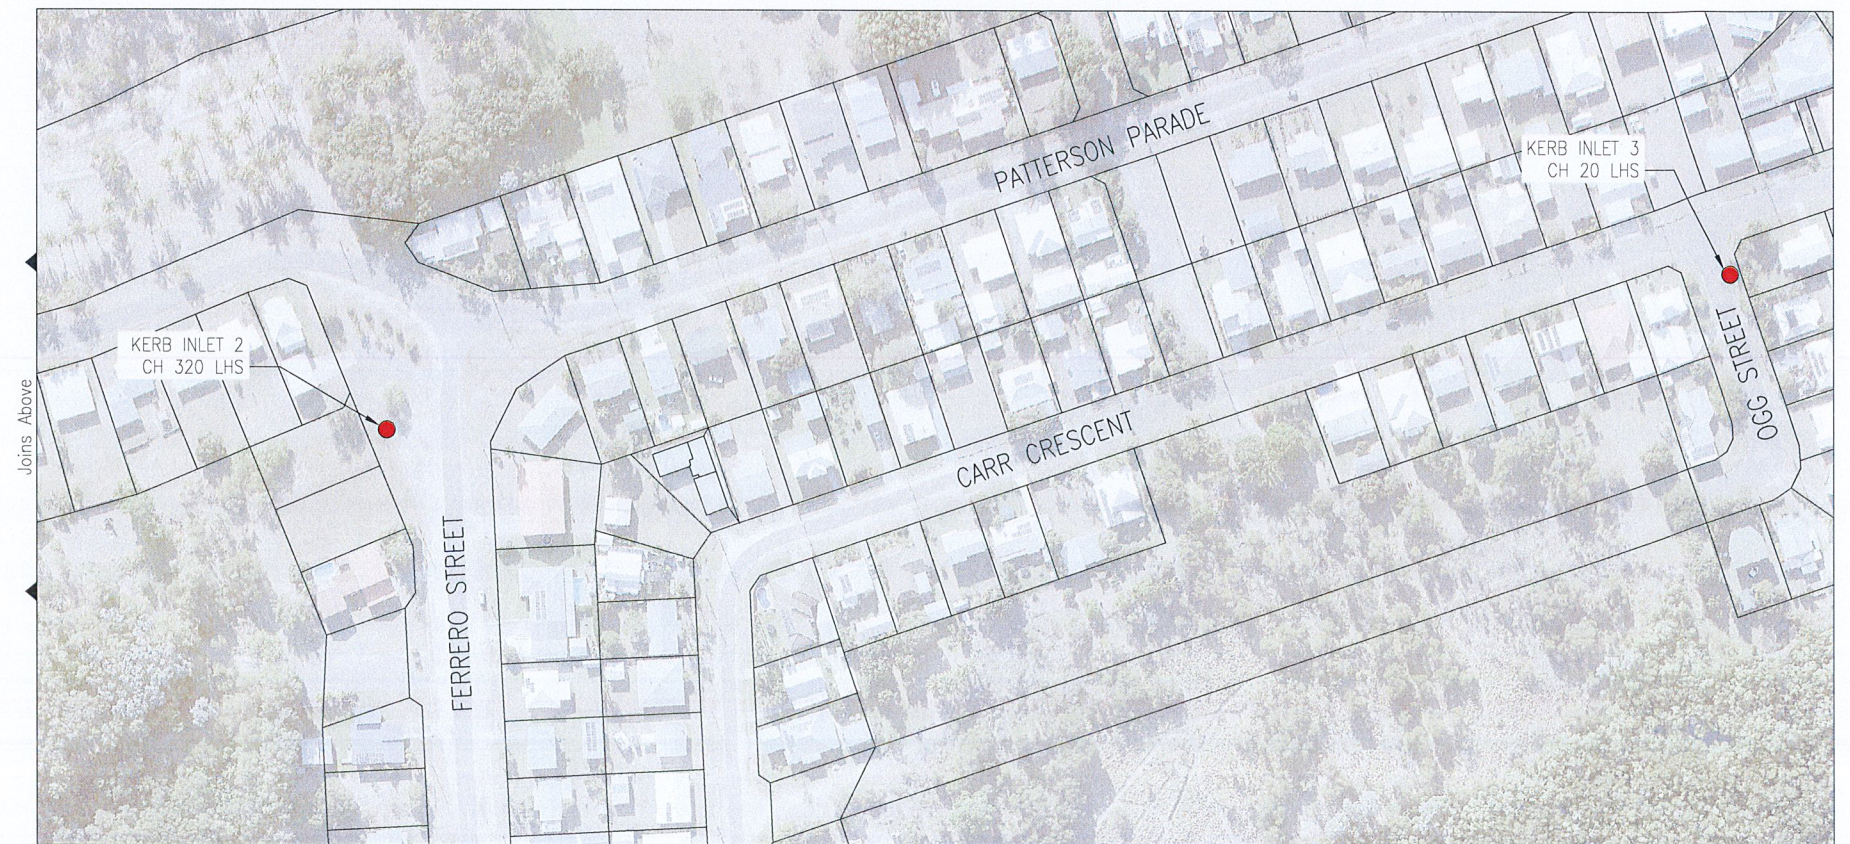 PATTERSON PARADE
KERB INLET 3
CH 20 LHS
KERB INLET 2
CH 320 LHS
Joins Above
OGG STREET
CARR CRESCENT
FERRERO STREET